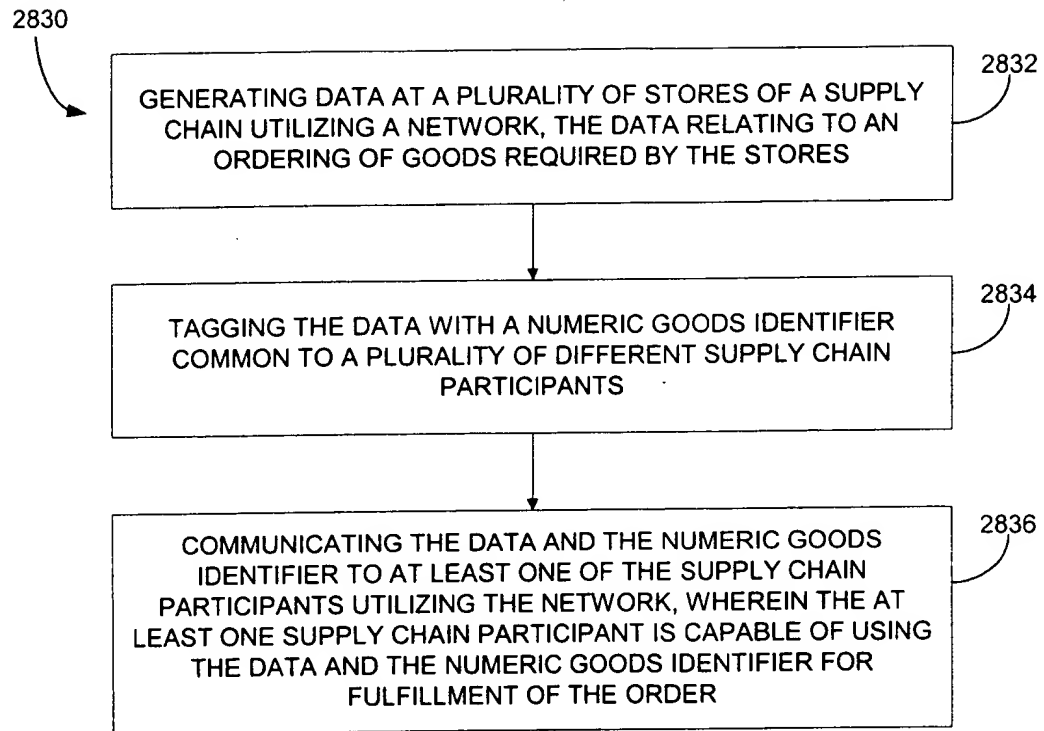 2830
2832
GENERATING DATA AT A PLURALITY OF STORES OF A SUPPLY
CHAIN UTILIZING A NETWORK, THE DATA RELATING TO AN
ORDERING OF GOODS REQUIRED BY THE STORES
2834
TAGGING THE DATA WITH A NUMERIC GOODS IDENTIFIER
COMMON TO A PLURALITY OF DIFFERENT SUPPLY CHAIN
PARTICIPANTS
2836
COMMUNICATING THE DATA AND THE NUMERIC GOODS
IDENTIFIER TO AT LEAST ONE OF THE SUPPLY CHAIN
PARTICIPANTS UTILIZING THE NETWORK, WHEREIN THE AT
LEAST ONE SUPPLY CHAIN PARTICIPANT IS CAPABLE OF USING
THE DATA AND THE NUMERIC GOODS IDENTIFIER FOR
FULFILLMENT OF THE ORDER